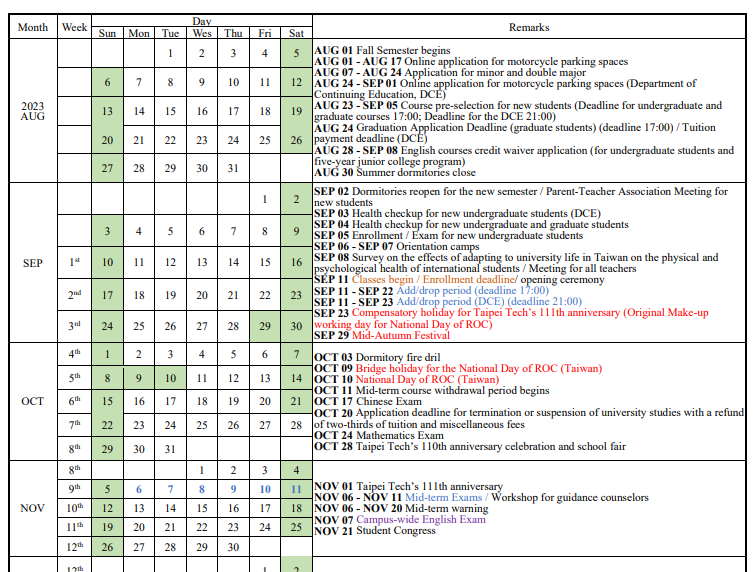 Month Week Day Remarks
Sun Mon Tue Wes Thu Fri Sat
2023
AUG
1 2 3 4 5
6 7 8 9 10 11 12
13 14 15 16 17 18 19
20 21 22 23 24 25 26
27 28 29 30 31
AUG 01 Fall Semester begins
AUG 01 - AUG 17 Online application for motorcycle parking spaces
AUG 07 - AUG 24 Application for minor and double major
AUG 24 - SEP 01 Online application for motorcycle parking spaces (Department of
Continuing Education, DCE)
AUG 23 - SEP 05 Course pre-selection for new students (Deadline for undergraduate and
graduate courses 17:00; Deadline for the DCE 21:00)
AUG 24 Graduation Application Deadline (graduate students) (deadline 17:00) / Tuition
payment deadline (DCE)
AUG 28 - SEP 08 English courses credit waiver application (for undergraduate students and
five-year junior college program)
AUG 30 Summer dormitories close
SEP
1 2
3 4 5 6 7 8 9
1st 10 11 12 13 14 15 16
2nd 17 18 19 20 21 22 23
3rd 24 25 26 27 28 29 30
SEP 02 Dormitories reopen for the new semester / Parent-Teacher Association Meeting for
new students
SEP 03 Health checkup for new undergraduate students (DCE)
SEP 04 Health checkup for new undergraduate and graduate students
SEP 05 Enrollment / Exam for new undergraduate students
SEP 06 - SEP 07 Orientation camps
SEP 08 Survey on the effects of adapting to university life in Taiwan on the physical and
psychological health of international students / Meeting for all teachers
SEP 11 Classes begin / Enrollment deadline/ opening ceremony
SEP 11 - SEP 22 Add/drop period (deadline 17:00)
SEP 11 - SEP 23 Add/drop period (DCE) (deadline 21:00)
SEP 23 Compensatory holiday for Taipei Tech's 111th anniversary (Original Make-up
working day for National Day of ROC)
SEP 29 Mid-Autumn Festival
OCT
4th 1 2 3 4 5 6 7
5th 8 9 10 11 12 13 14
6th 15 16 17 18 19 20 21
7th 22 23 24 25 26 27 28
8th 29 30 31
OCT 03 Dormitory fire dril
OCT 09 Bridge holiday for the National Day of ROC (Taiwan)
OCT 10 National Day of ROC (Taiwan)
OCT 11 Mid-term course withdrawal period begins
OCT 17 Chinese Exam
OCT 20 Application deadline for termination or suspension of university studies with a refund
of two-thirds of tuition and miscellaneous fees
OCT 24 Mathematics Exam
OCT 28 Taipei Tech's 110th anniversary celebration and school fair
NOV
8th 1 2 3 4
9th 5 6 7 8 9 10 11
10th 12 13 14 15 16 17 18
11th 19 20 21 22 23 24 25
12th 26 27 28 29 30
NOV 01 Taipei Tech's 111th anniversary
NOV 06 - NOV 11 Mid-term Exams / Workshop for guidance counselors
NOV 06 - NOV 20 Mid-term warning
NOV 07 Campus-wide English Exam
NOV 21 Student Congress
12th 1 2